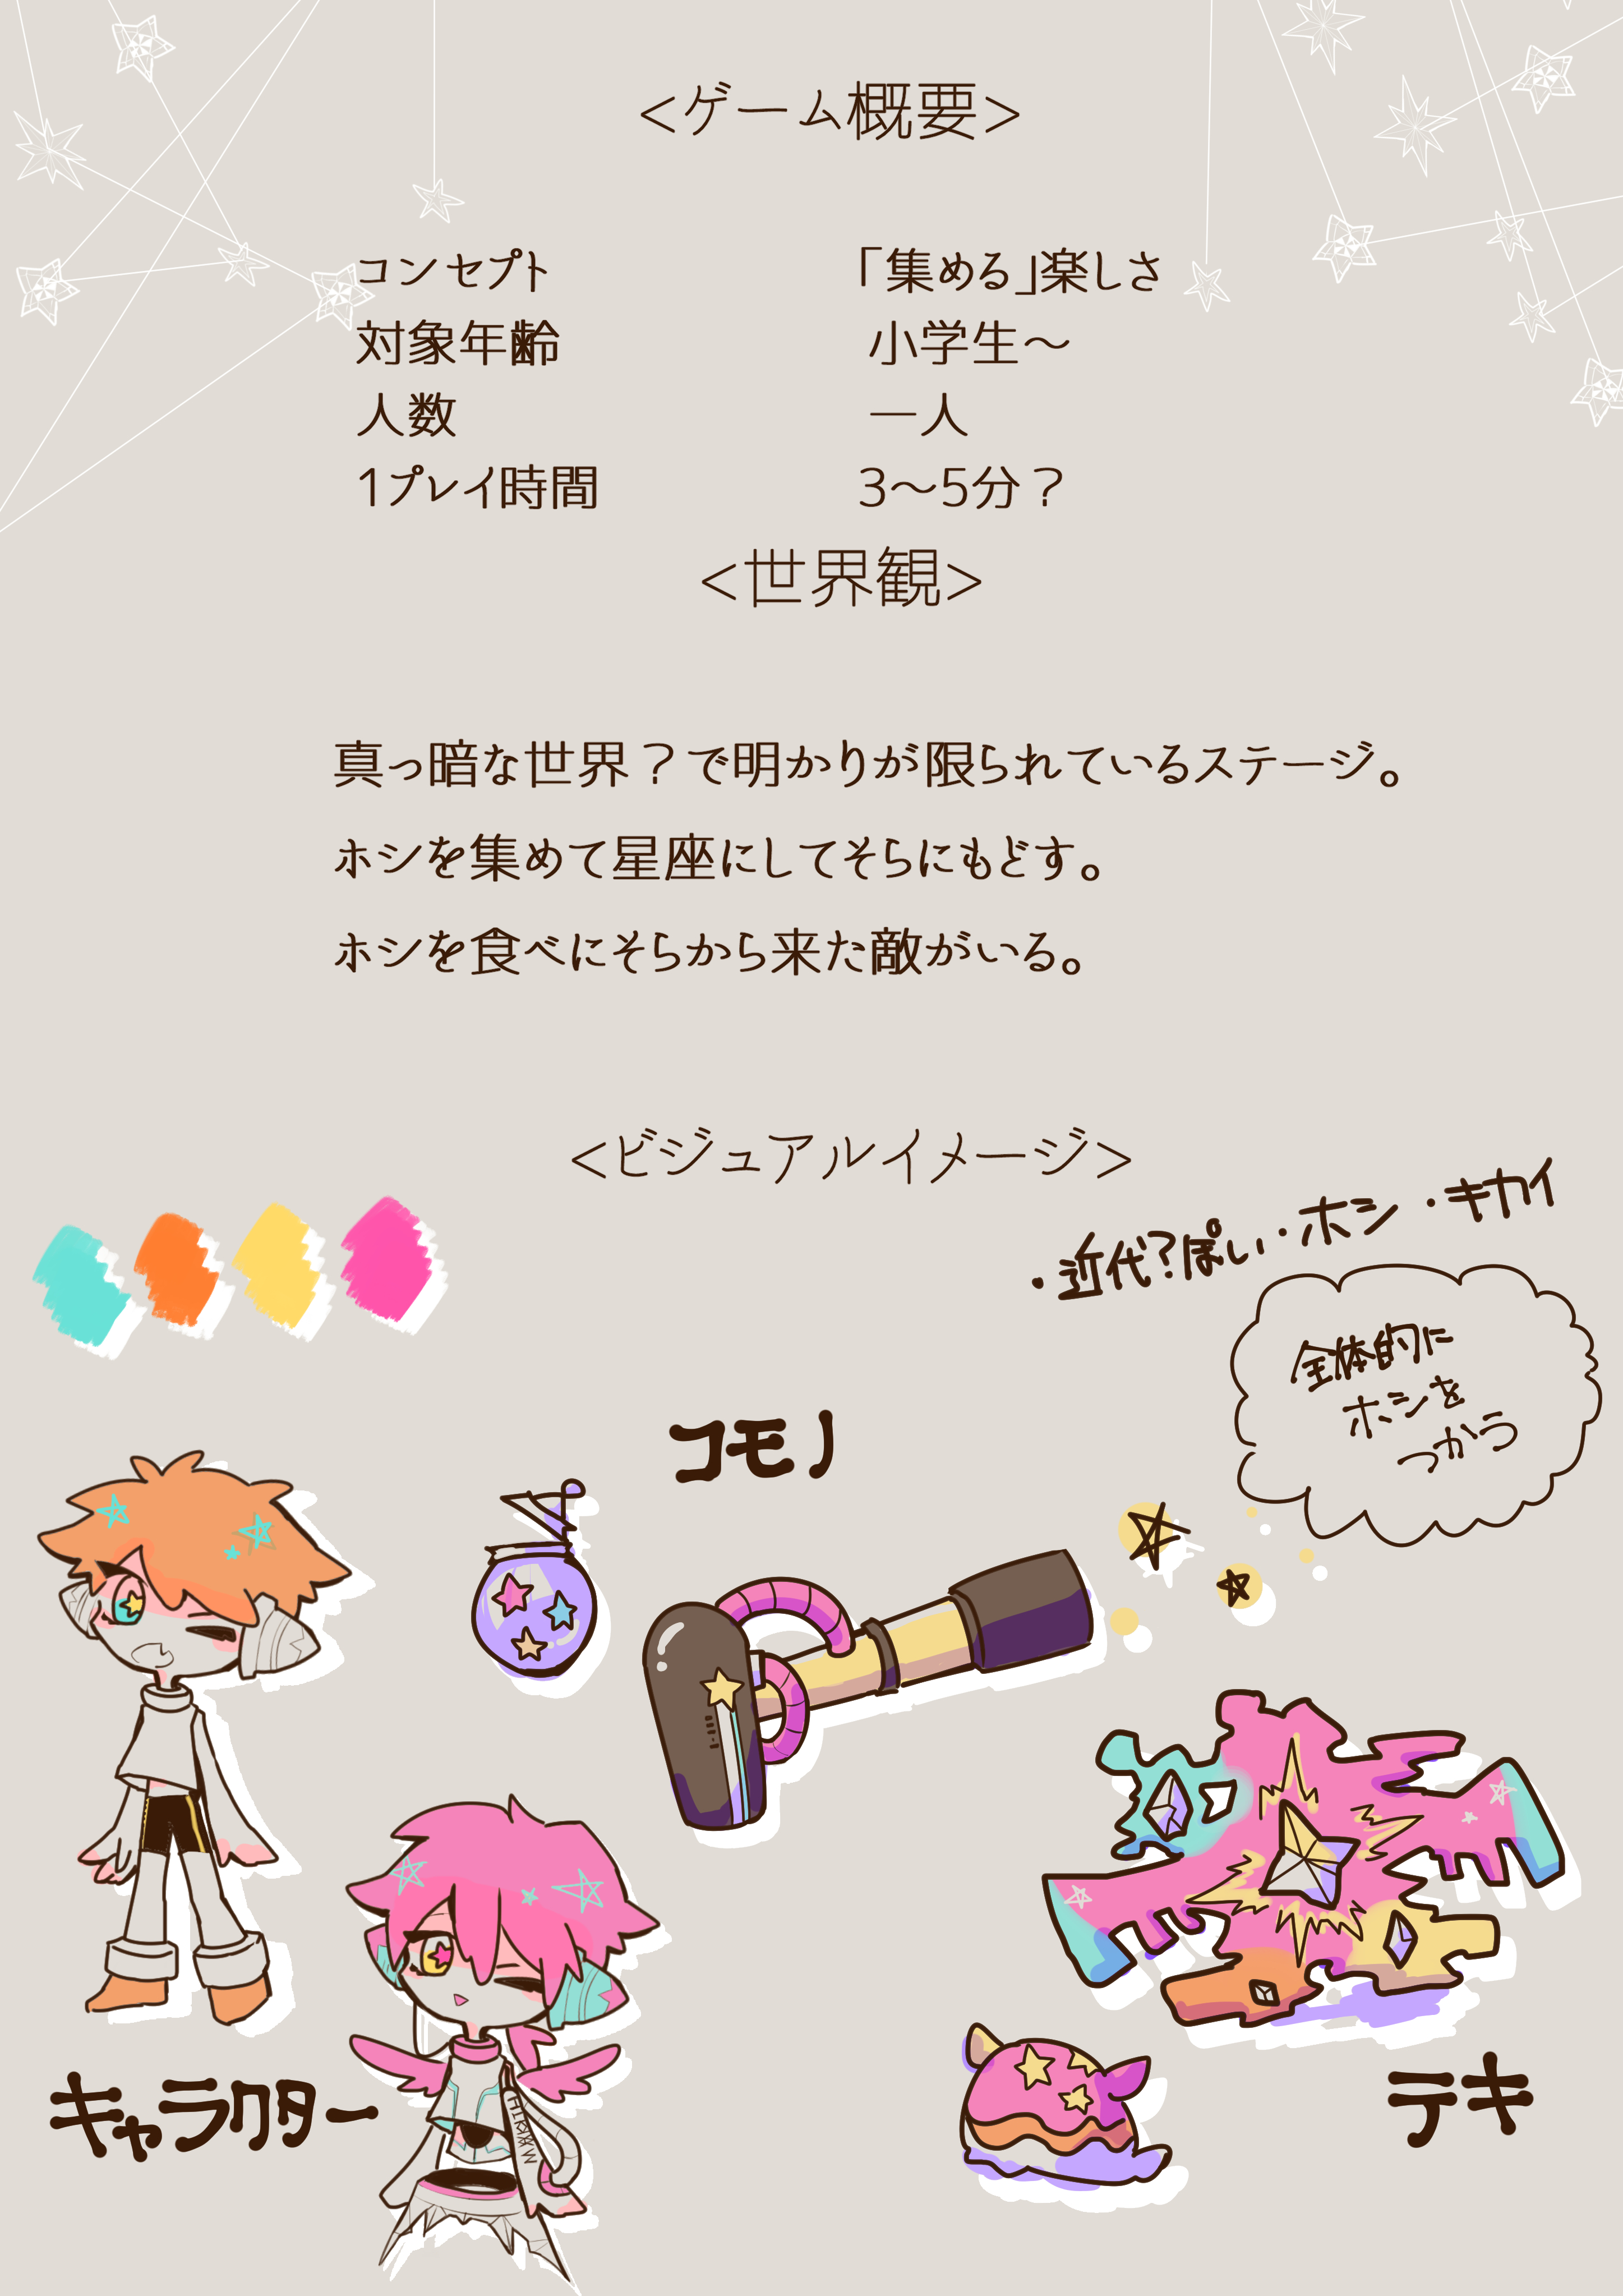 <ゲーム概要>
コンセプト 「集める」楽しさ
対象年齢 小学生～
人数 一人
1プレイ時間 3～5分？
<世界観>
真っ暗な世界？で明かりが限られているステージ。
ホシを集めて星座にしてそらにもどす。
ホシを食べにそらから来た敵がいる。
<ビジュアルイメージ>
・近代?ぽい・ホシ・キカイ
全体的に
ホシを
つかう
コモノ
キャラクター
テキ